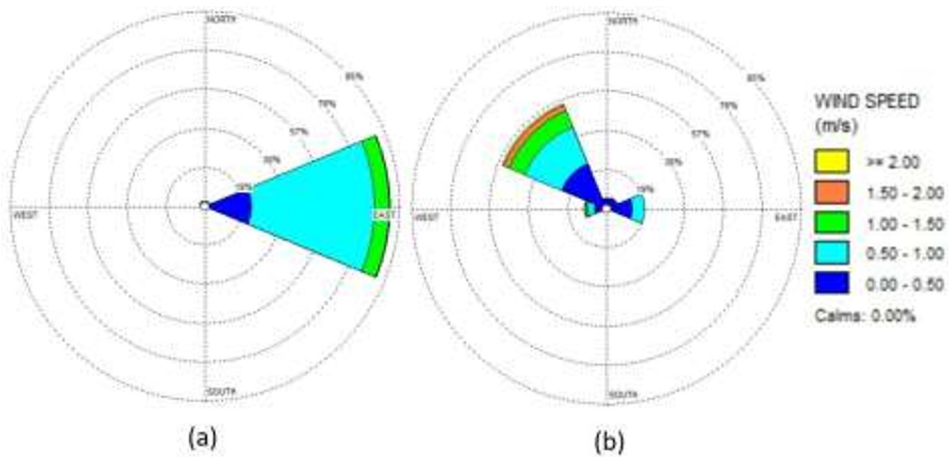 NORTH
95%
76%
57%
38%
19%
WEST
EAST
SOUTH
(a)
NORTH
95%
76%
57%
38%
19%
WEST
EAST
SOUTH
(b)
WIND SPEED
(m/s)
>= 2.00
1.50 - 2.00
1.00 - 1.50
0.50 - 1.00
0.00 - 0.50
Calms: 0.00%